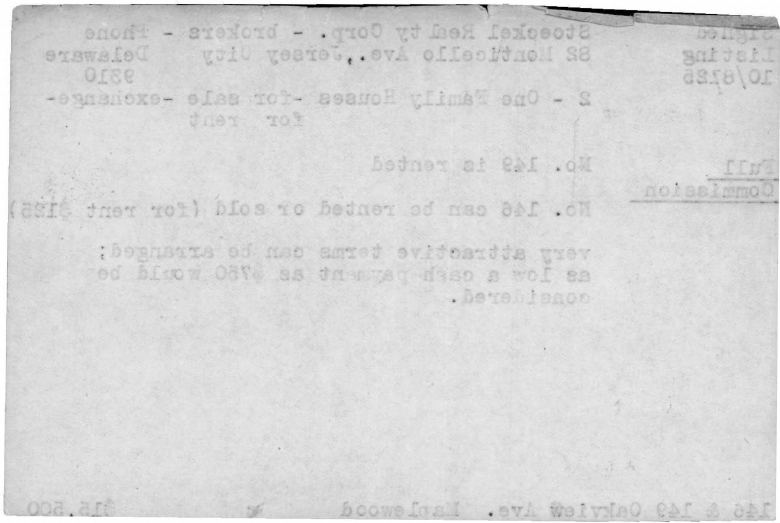 Signed Stoeckel Realty Corp. - brokers - Phone
Listing 82 Monticello Ave., Jersey City Delaware
10/8/25 9310
2 - One Family Houses -for sale -exchange-
for rent
Full No. 149 is rented
Commission
No. 146 can be rented or sold (for rent $125)
very attractive terms can be arranged;
as low a cash payment as $750 would be
considered.
146 & 149 Oakview Ave. Maplewood $15,500